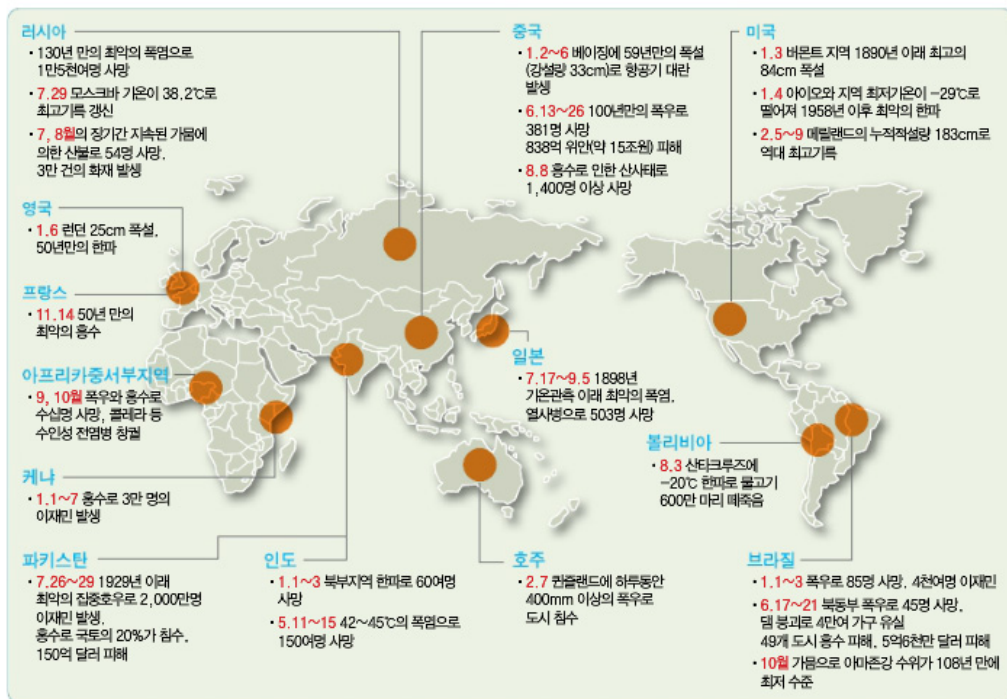 러시아
• 130년 만의 최악의 폭염으로
1만5천여명 사망
• 7.29 모스크바 기온이 38.2℃로
최고기록 갱신
• 7, 8월의 장기간 지속된 가뭄에
의한 산불로 54명 사망,
3만 건의 화재 발생
중국
• 1.2~6 베이징에 59년만의 폭설
(강설량 33cm)로 항공기 대란
발생
• 6.13~26 100년만의 폭우로
381명 사망
838억 위안(약 15조원) 피해
• 8.8 홍수로 인한 산사태로
1,400명 이상 사망
미국
• 1.3 버몬트 지역 1890년 이래 최고의
84cm 폭설
• 1.4 아이오와 지역 최저기온이 -29℃로
떨어져 1958년 이후 최악의 한파
• 2.5~9 메릴랜드의 누적적설량 183cm로
역대 최고기록
영국
• 1.6 런던 25cm 폭설,
50년만의 한파
프랑스
• 11.14 50년 만의
최악의 홍수
아프리카중서부지역
• 9, 10월 폭우와 홍수로
수십명 사망, 콜레라 등
수인성 전염병 창궐
케냐
• 1.1~7 홍수로 3만 명의
이재민 발생
일본
• 7.17~9.5 1898년
기온관측 이래 최악의 폭염,
열사병으로 503명 사망
볼리비아
• 8.3 산타크루즈에
-20℃ 한파로 물고기
600만 마리 떼죽음
파키스탄
• 7.26~29 1929년 이래
최악의 집중호우로 2,000만명
이재민 발생,
홍수로 국토의 20%가 침수,
150억 달러 피해
인도
• 1.1~3 북부지역 한파로 60여명
사망
• 5.11~15 42~45℃의 폭염으로
150여명 사망
호주
• 2.7 퀸즐랜드에 하루동안
400mm 이상의 폭우로
도시 침수
브라질
• 1.1~3 폭우로 85명 사망, 4천여명 이재민
• 6.17~21 북동부 폭우로 45명 사망,
댐 붕괴로 4만여 가구 유실
49개 도시 홍수 피해, 5억6천만 달러 피해
• 10월 가뭄으로 아마존강 수위가 108년 만에
최저 수준